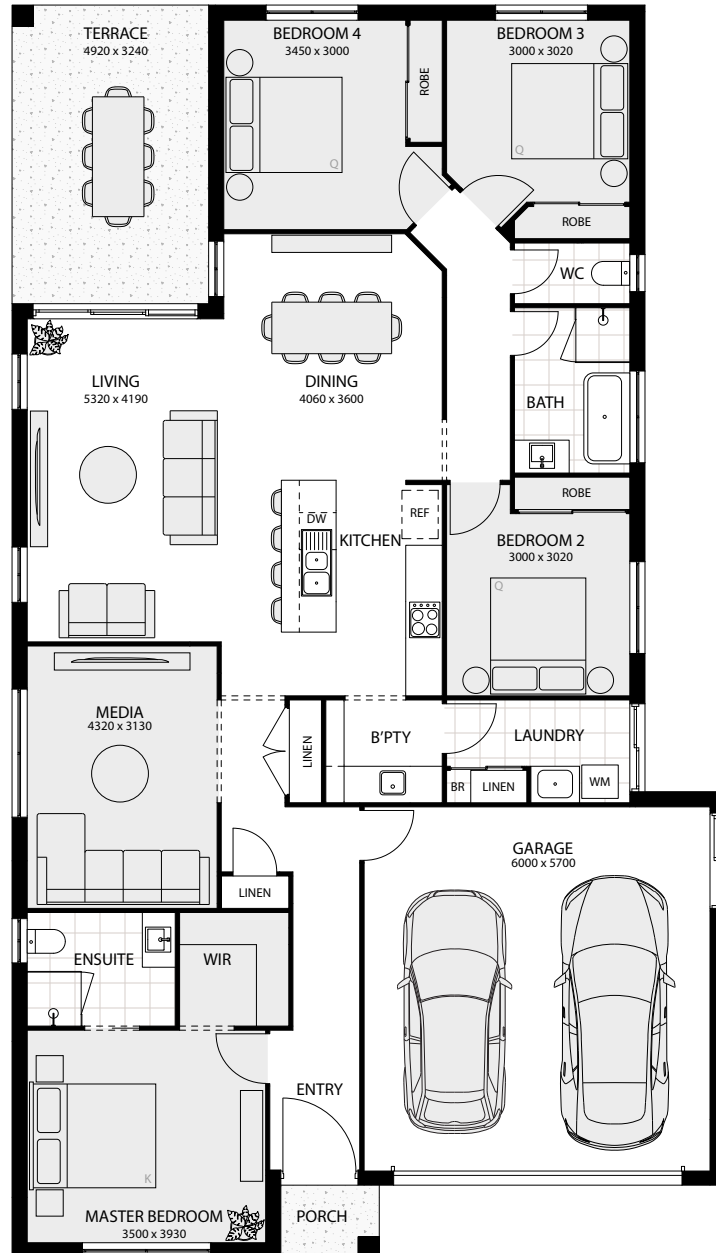 TERRACE
4920 x 3240
BEDROOM 4
3450 x 3000
ROBE
Q
BEDROOM 3
3000 x 3020
Q
ROBE
WC
LIVING
5320 x 4190
DINING
4060 x 3600
BATH
DW
REF
KITCHEN
ROBE
BEDROOM 2
3000 x 3020
Q
MEDIA
4320 x 3130
LINEN
B'PTY
LAUNDRY
BR
LINEN
WM
LINEN
GARAGE
6000 x 5700
ENSUITE
WIR
ENTRY
K
MASTER BEDROOM
3500 x 3930
PORCH